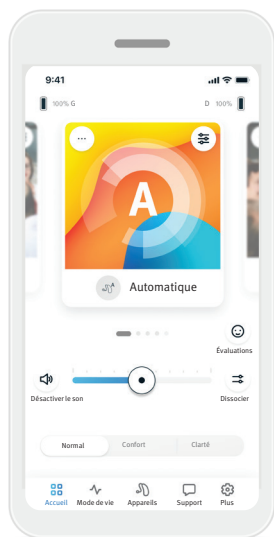 9:41
100% G
D 100%
...
A
Automatique
Évaluations
Désactiver le son
Dissocier
Normal Confort Clarté
Accueil Mode de vie Appareils Support Plus